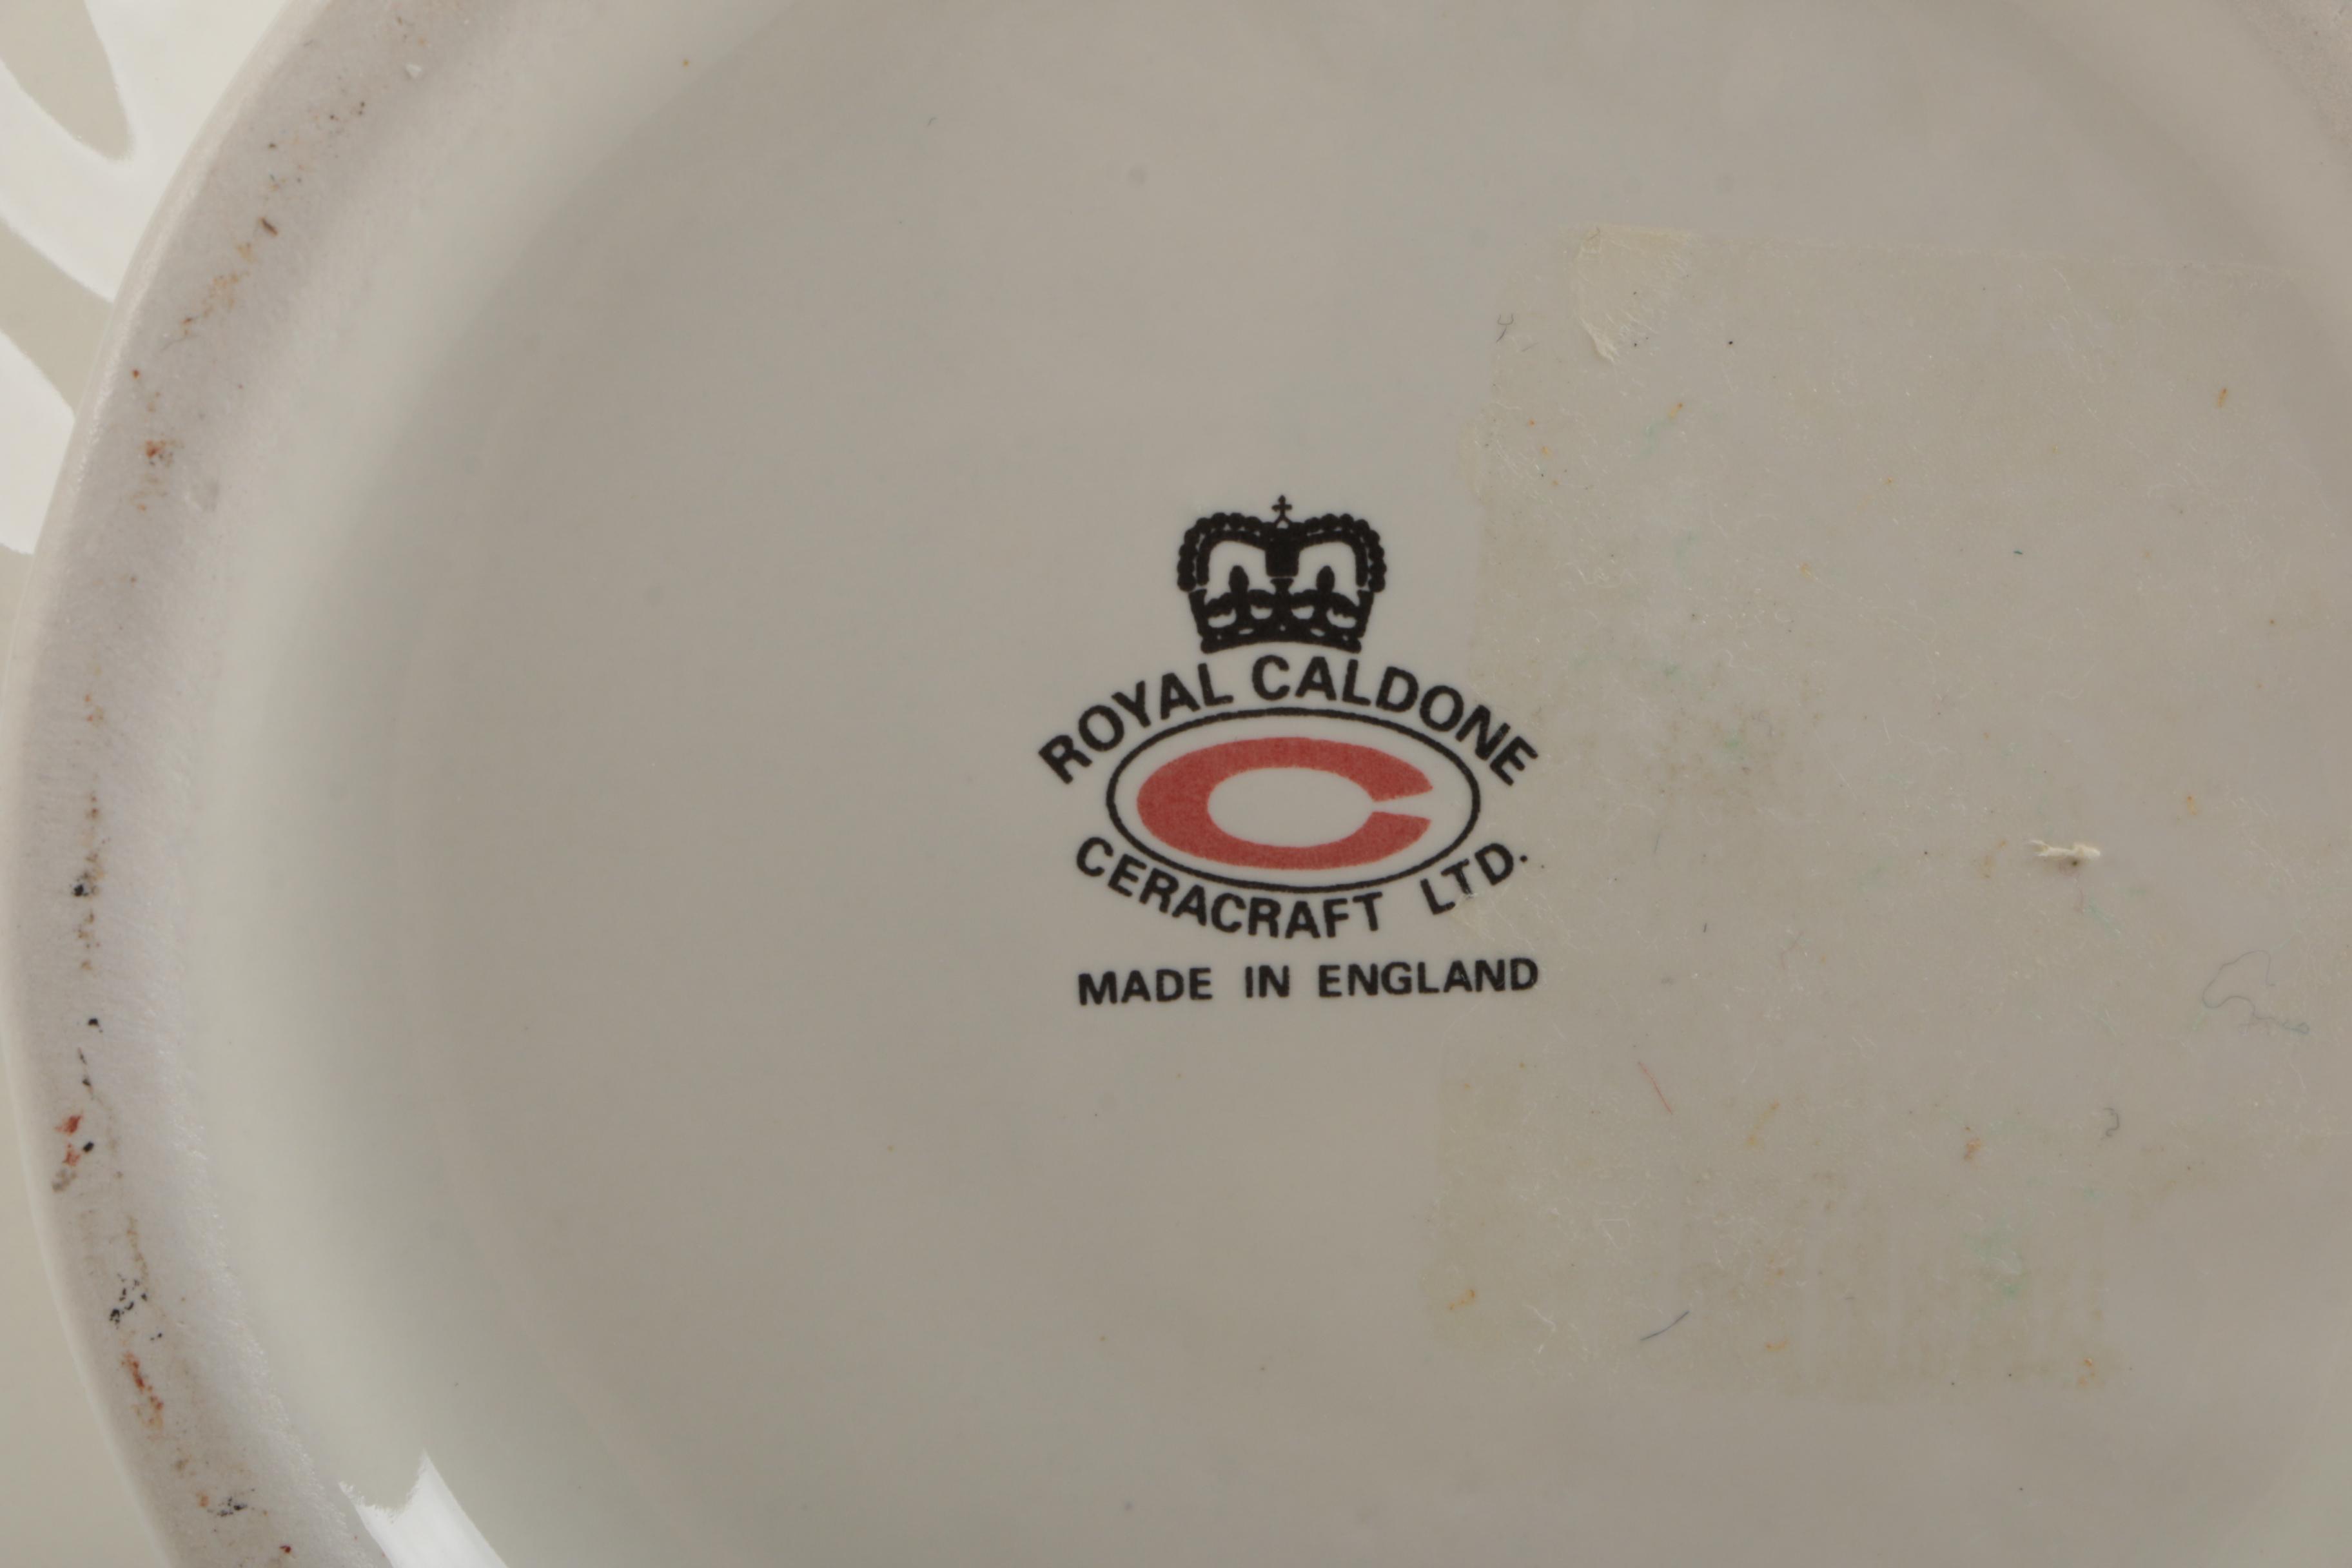 ROYAL CALDONE
C
CERACRAFT LTD.
MADE IN ENGLAND